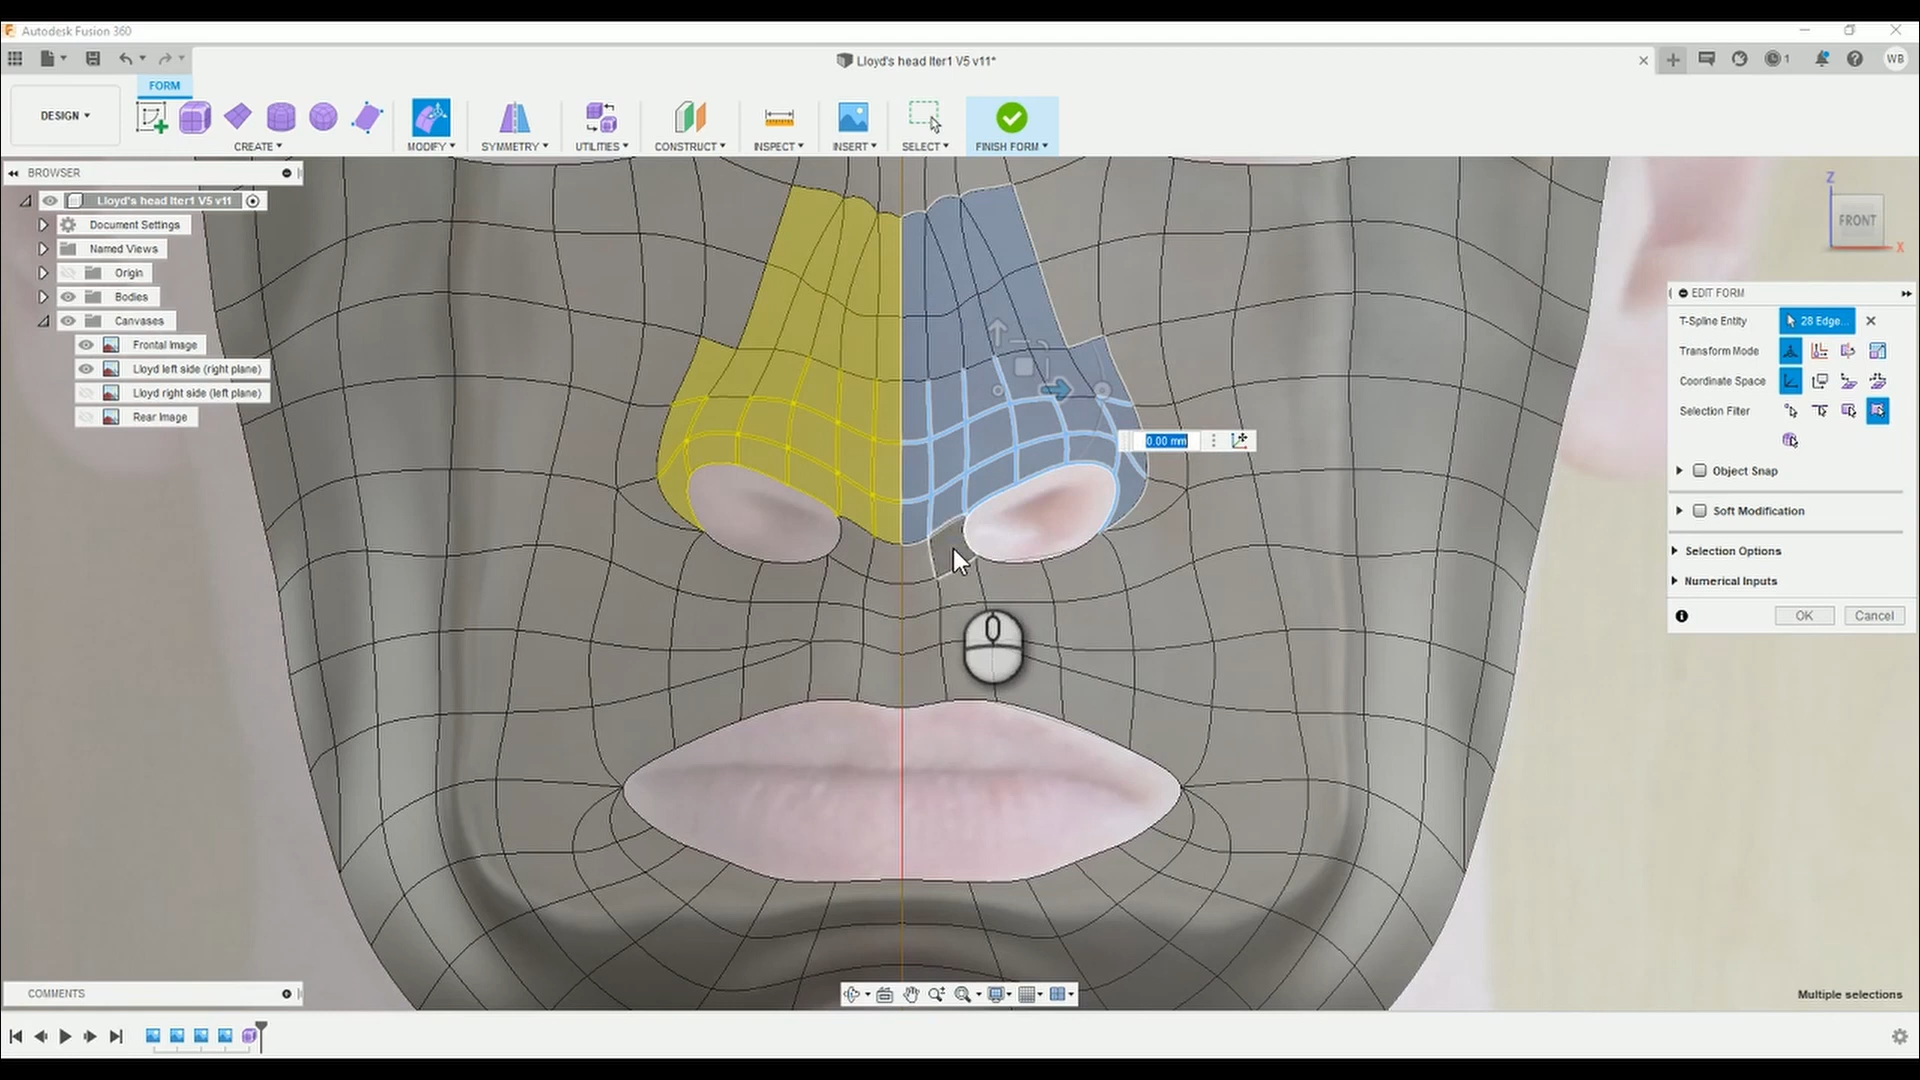 Autodesk Fusion 360
Lloyd's head Iter1 V5 v11*
1
WB
FORM
DESIGN
CREATE
MODIFY
SYMMETRY
UTILITIES
CONSTRUCT
INSPECT
INSERT
SELECT
FINISH FORM
BROWSER
Lloyd's head Iter1 V5 v11
Document Settings
Named Views
Origin
Bodies
Canvases
Frontal Image
Lloyd left side (right plane)
Lloyd right side (left plane)
Rear Image
Z
FRONT
X
EDIT FORM
T-Spline Entity
28 Edge...
Transform Mode
Coordinate Space
Selection Filter
Object Snap
Soft Modification
Selection Options
Numerical Inputs
OK
Cancel
0.00 mm
COMMENTS
Multiple selections